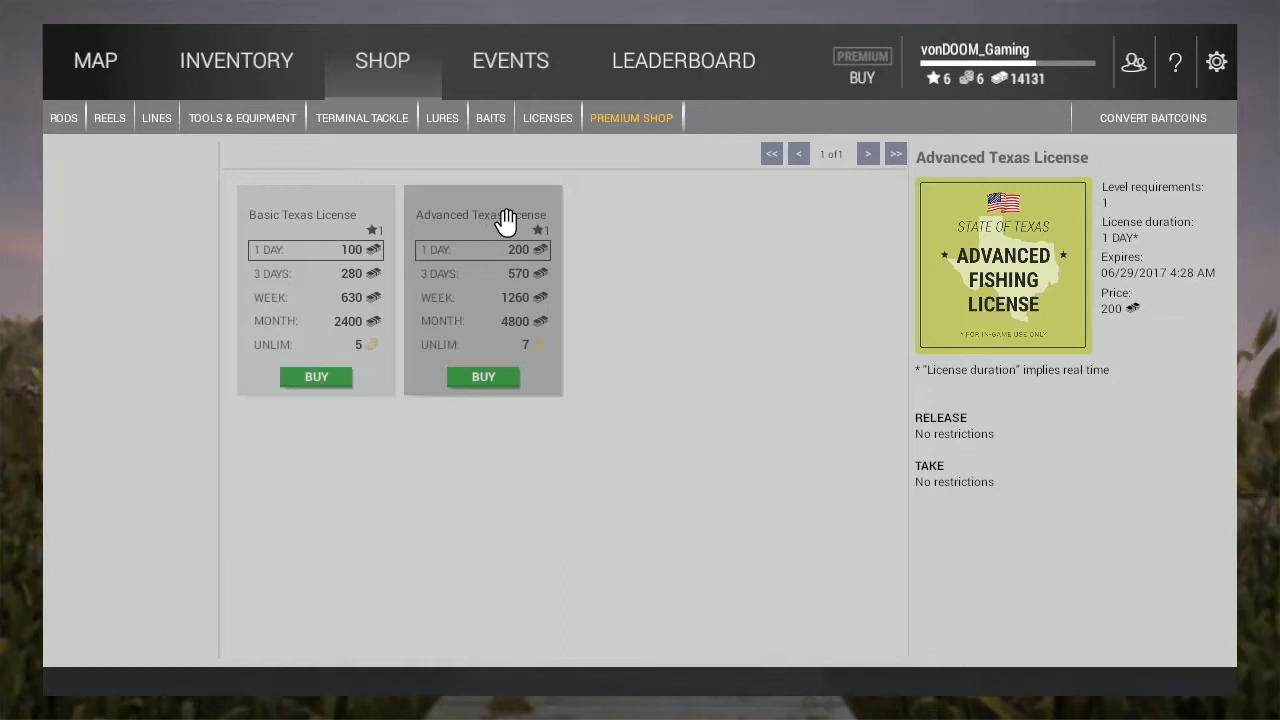 MAP INVENTORY SHOP EVENTS LEADERBOARD
PREMIUM
BUY
vonDOOM_Gaming
6 6 14131
RODS REELS LINES TOOLS & EQUIPMENT TERMINAL TACKLE LURES BAITS LICENSES PREMIUM SHOP CONVERT BAITCOINS
<< < 1 of1 > >>
Basic Texas License
1
1 DAY: 100
3 DAYS: 280
WEEK: 630
MONTH: 2400
UNLIM: 5
BUY
Advanced Texas License
1
1 DAY: 200
3 DAYS: 570
WEEK: 1260
MONTH: 4800
UNLIM: 7
BUY
Advanced Texas License
STATE OF TEXAS
ADVANCED
FISHING
LICENSE
* FOR IN-GAME USE ONLY
Level requirements:
1
License duration:
1 DAY*
Expires:
06/29/2017 4:28 AM
Price:
200
* "License duration" implies real time
RELEASE
No restrictions
TAKE
No restrictions